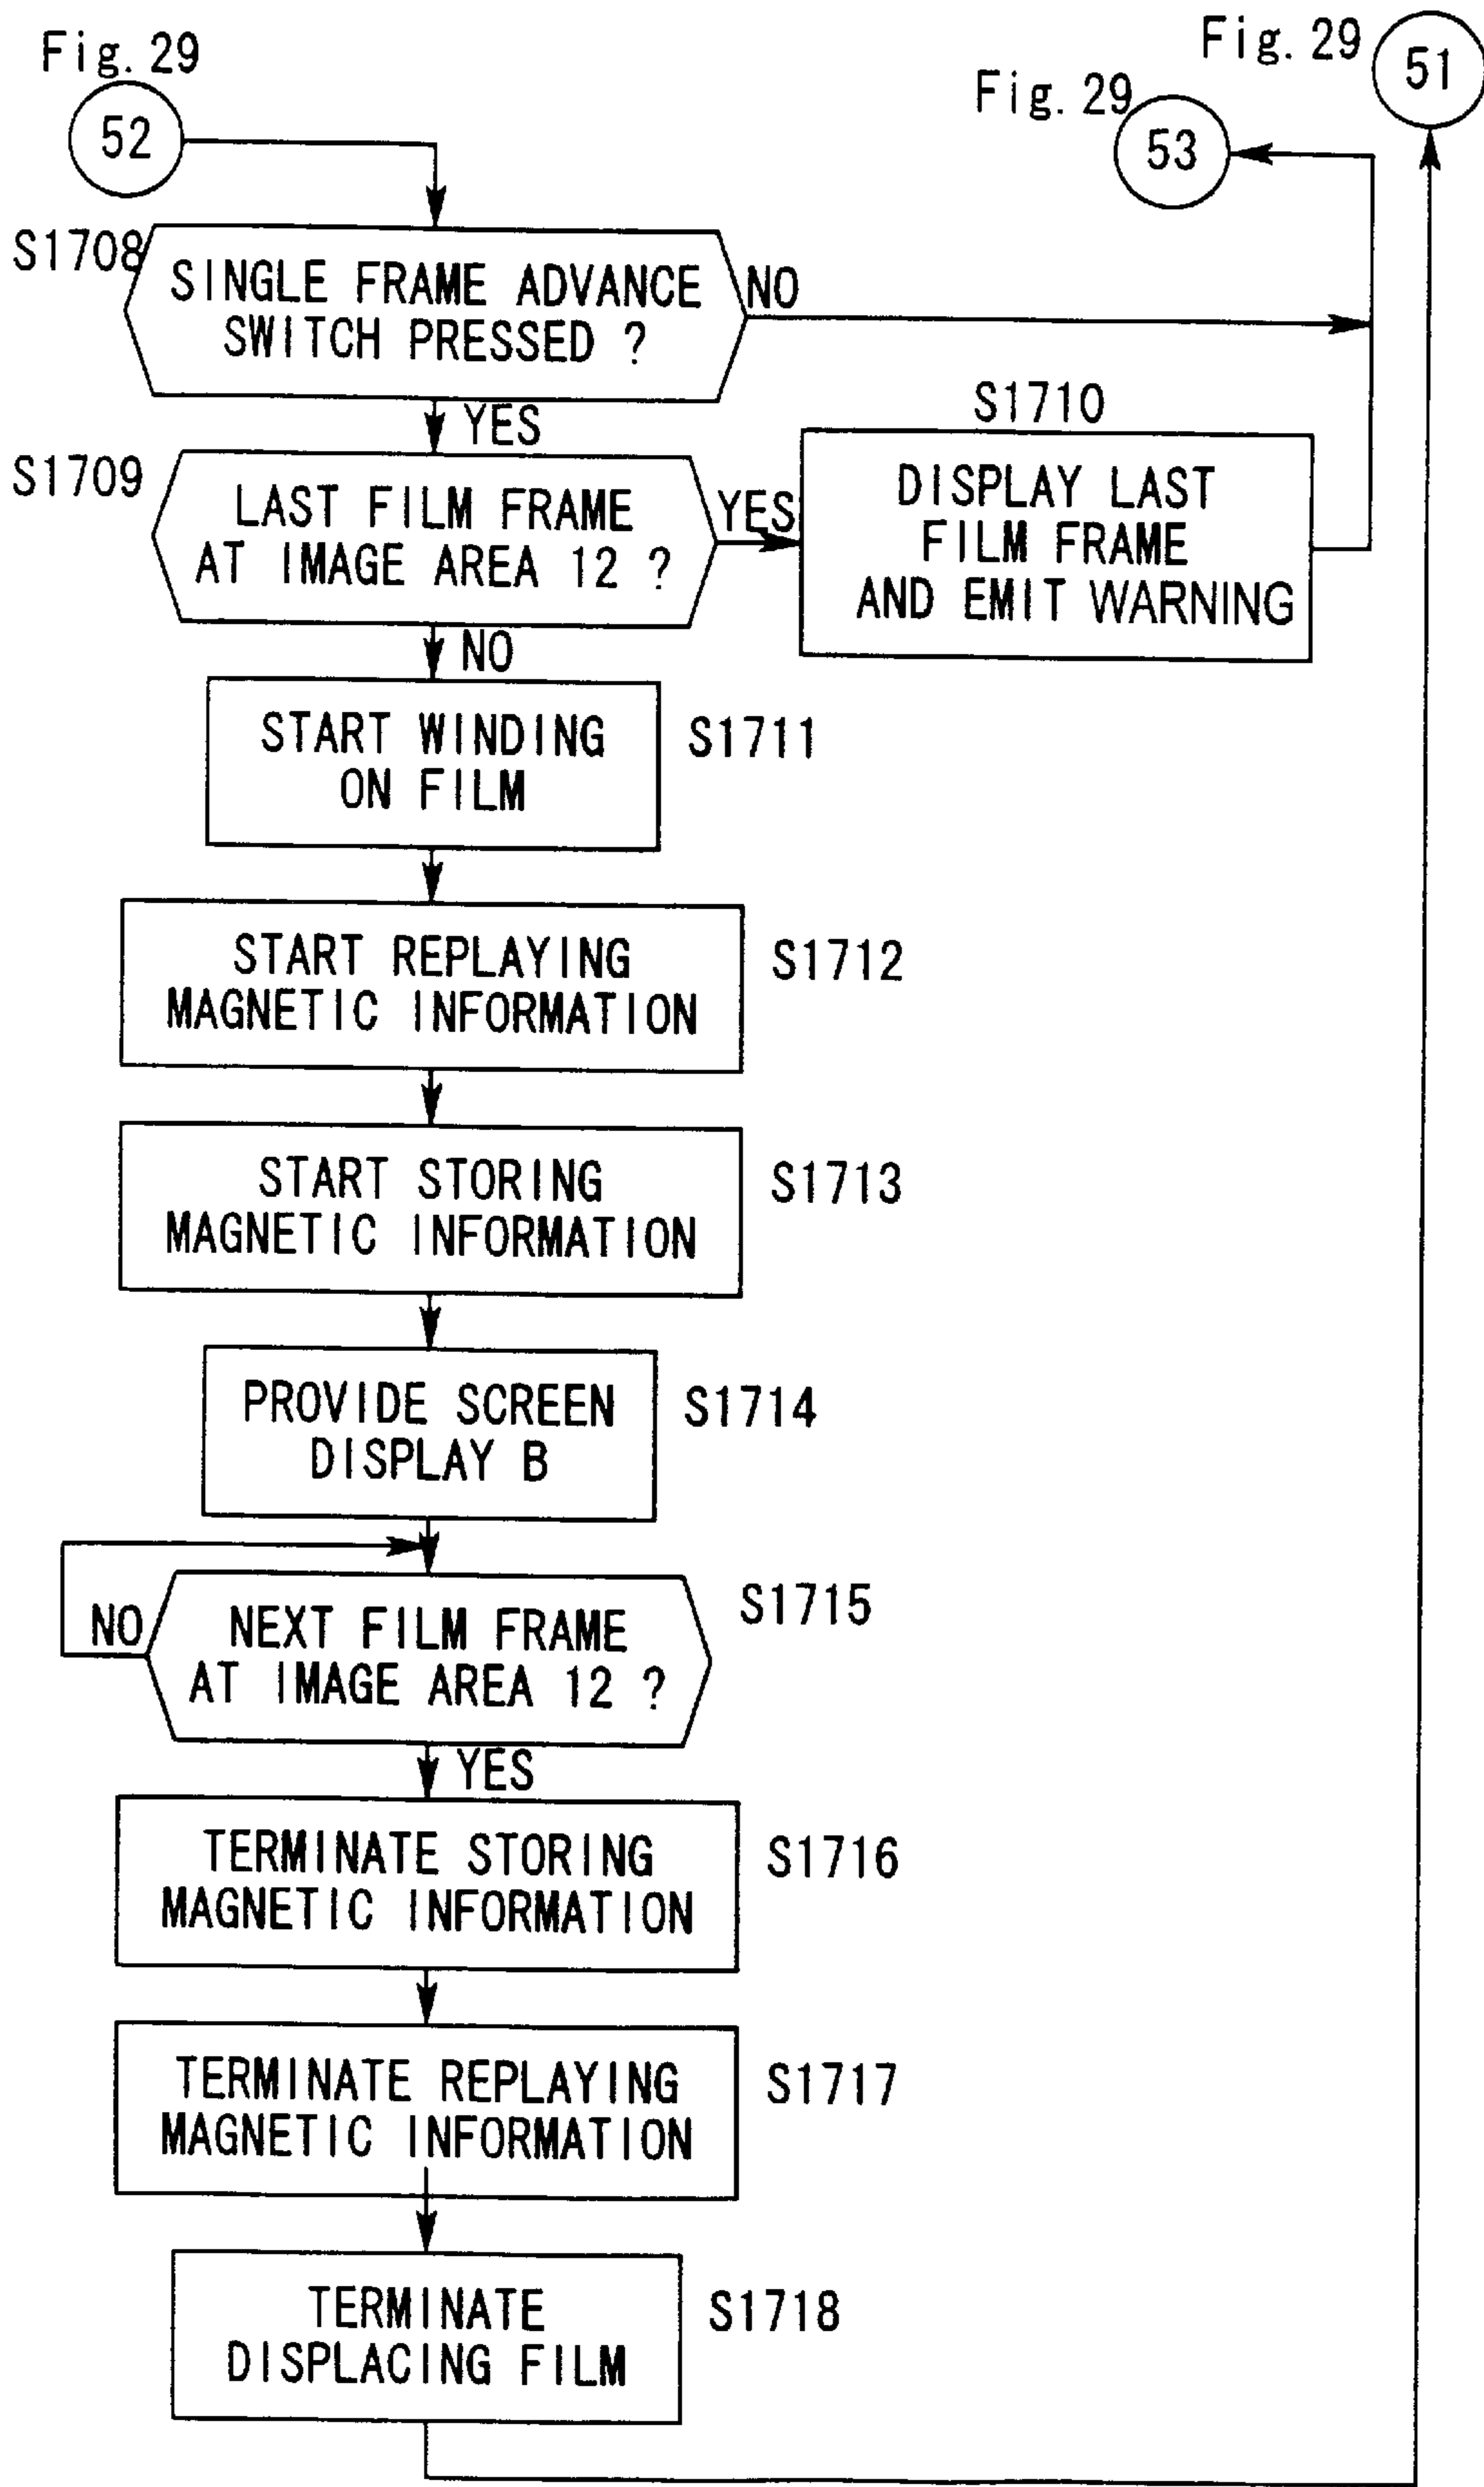 Fig. 29
52
Fig. 29
53
Fig. 29
51
S1708
SINGLE FRAME ADVANCE
SWITCH PRESSED ?
NO
YES
S1709
LAST FILM FRAME
AT IMAGE AREA 12 ?
YES
S1710
DISPLAY LAST
FILM FRAME
AND EMIT WARNING
NO
START WINDING
ON FILM
S1711
START REPLAYING
MAGNETIC INFORMATION
S1712
START STORING
MAGNETIC INFORMATION
S1713
PROVIDE SCREEN
DISPLAY B
S1714
NO
NEXT FILM FRAME
AT IMAGE AREA 12 ?
S1715
YES
TERMINATE STORING
MAGNETIC INFORMATION
S1716
TERMINATE REPLAYING
MAGNETIC INFORMATION
S1717
TERMINATE
DISPLACING FILM
S1718